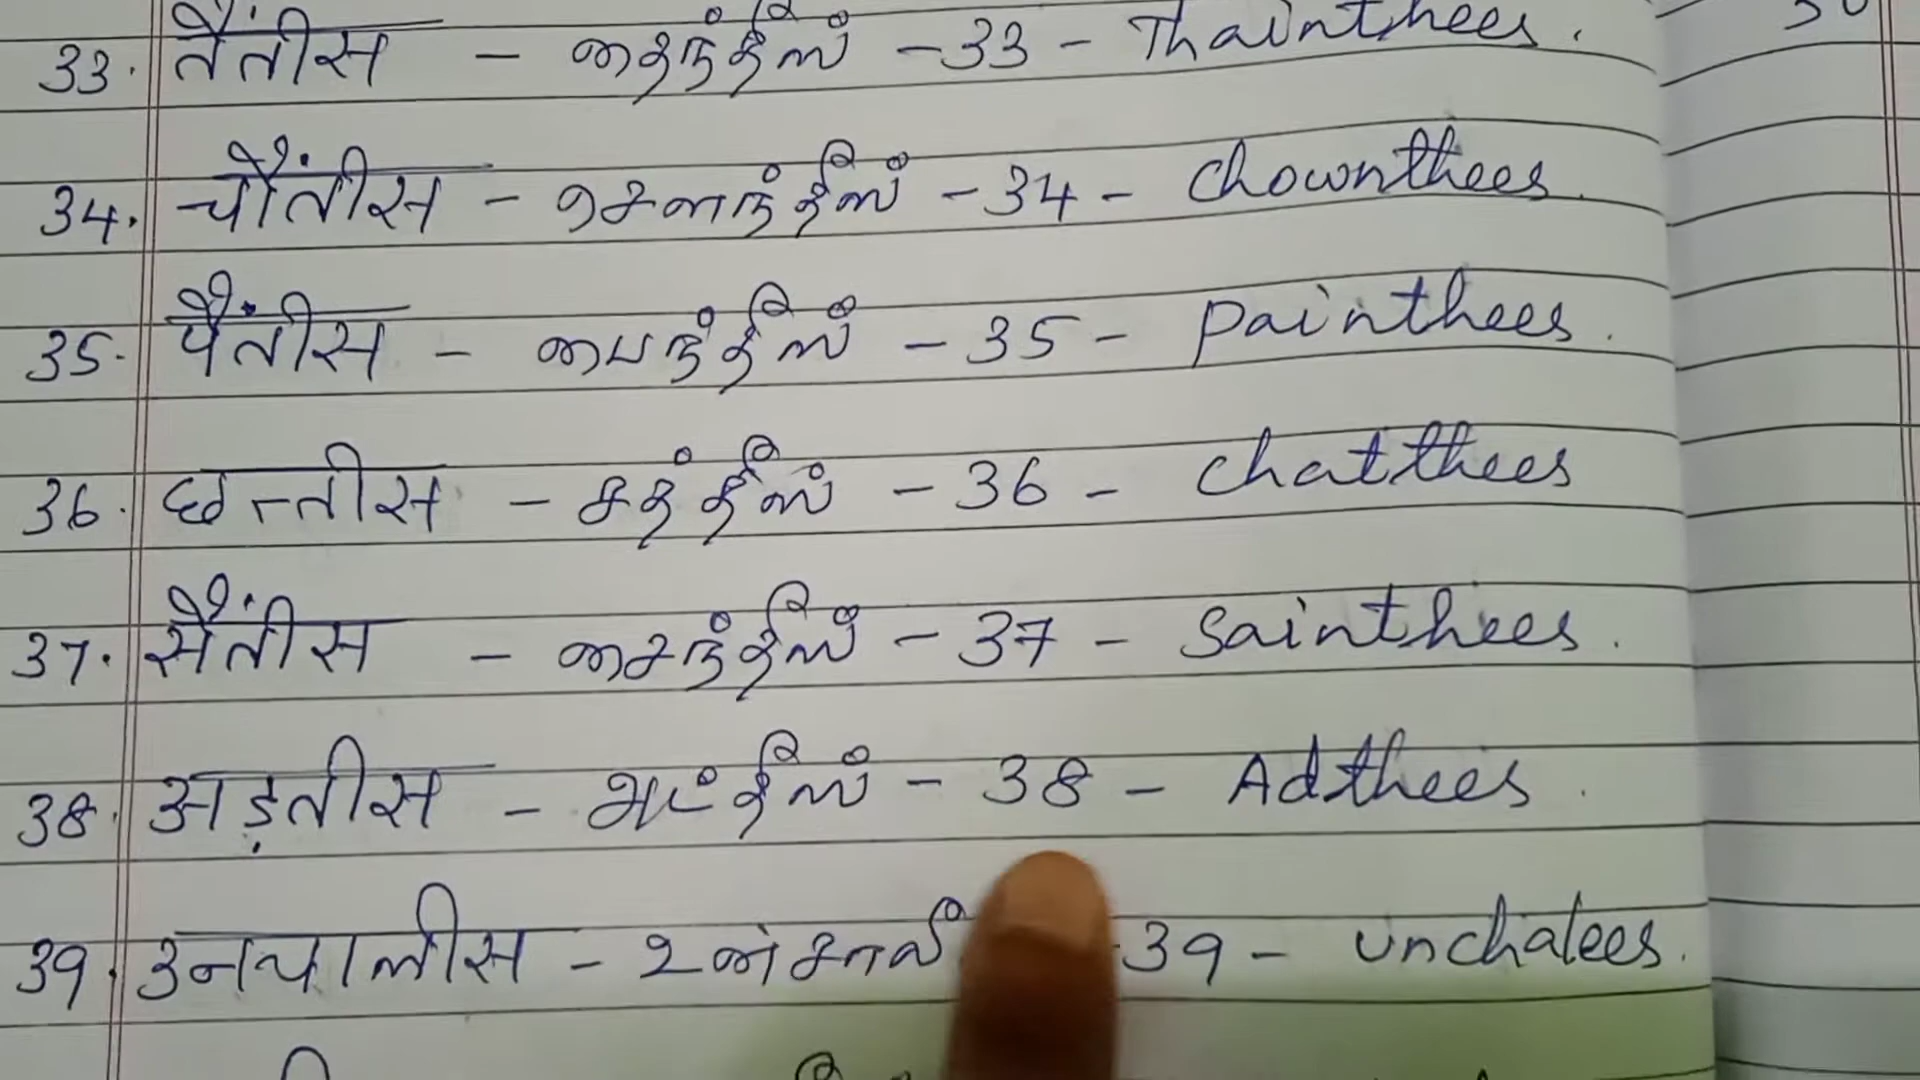 33. तैंतीस - தைந்தீஸ் - 33 - Thainthees.
34. चौंतीस - சௌந்தீஸ் - 34 - Chownthees.
35. पैंतीस - பைந்தீஸ் - 35 - Painthees.
36. छत्तीस - சத்தீஸ் - 36 - Chatthees
37. सैंतीस - சைந்தீஸ் - 37 - Sainthees.
38. अड़तीस - அட்தீஸ் - 38 - Adthees.
39. उनचालीस - உன்சாலீ - 39 - unchalees.